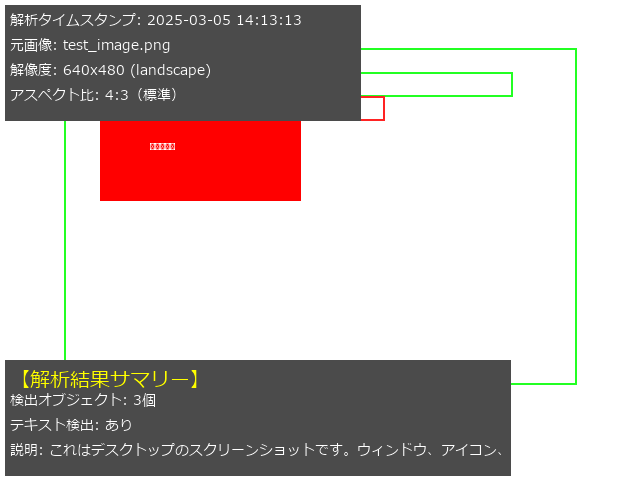 解析タイムスタンプ: 2025-03-05 14:13:13
元画像: test_image.png
解像度: 640x480 (landscape)
アスペクト比: 4:3（標準）
【解析結果サマリー】
検出オブジェクト: 3個
テキスト検出: あり
説明: これはデスクトップのスクリーンショットです。ウィンドウ、アイコン、